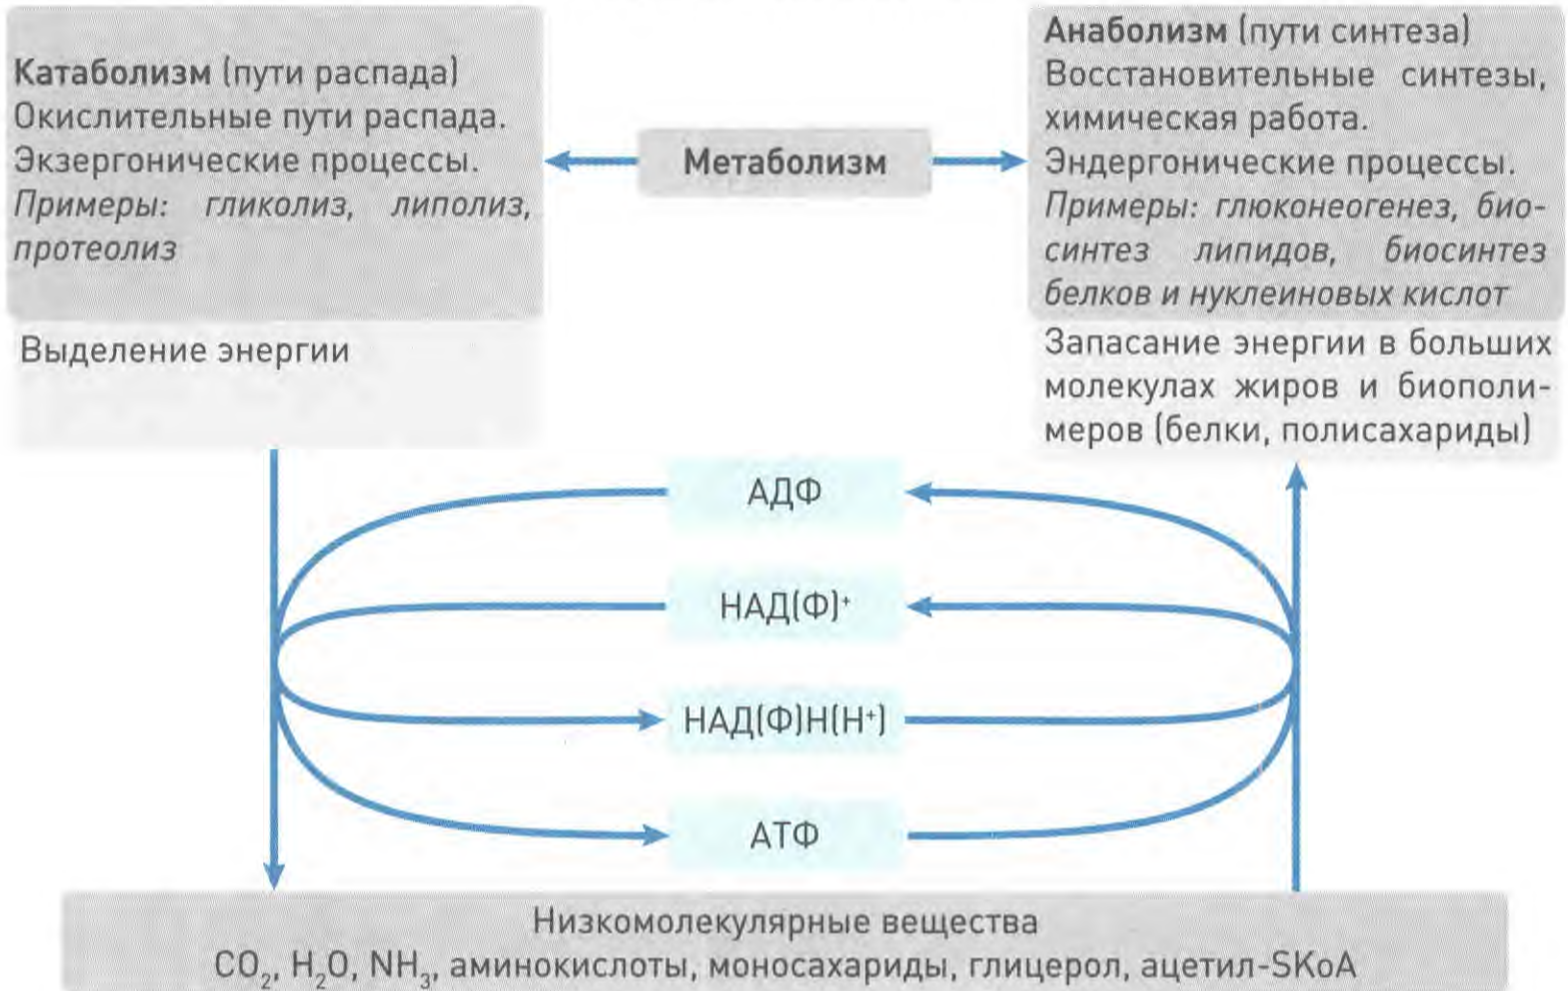 Катаболизм (пути распада)
Окислительные пути распада.
Экзергонические процессы.
Примеры: гликолиз, липолиз,
протеолиз
Выделение энергии
Метаболизм
Анаболизм (пути синтеза)
Восстановительные синтезы,
химическая работа.
Эндергонические процессы.
Примеры: глюконеогенез, био-
синтез липидов, биосинтез
белков и нуклеиновых кислот
Запасание энергии в больших
молекулах жиров и биополи-
меров (белки, полисахариды)
АДФ
НАД(Ф)⁺
НАД(Ф)Н(Н⁺)
АТФ
Низкомолекулярные вещества
CO₂, H₂O, NH₃, аминокислоты, моносахариды, глицерол, ацетил-SKoA